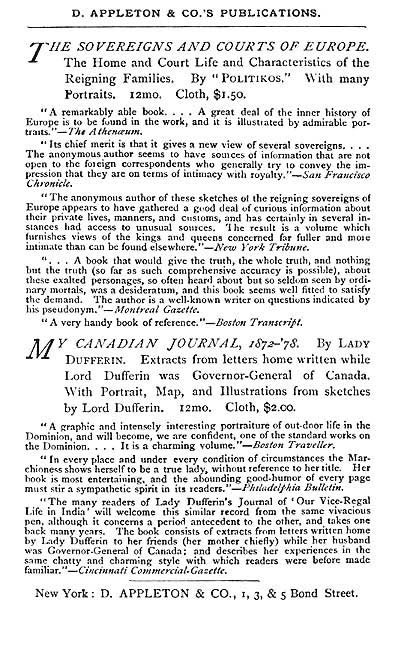 D. APPLETON & CO.'S PUBLICATIONS.
THE SOVEREIGNS AND COURTS OF EUROPE.
The Home and Court Life and Characteristics of the
Reigning Families. By "POLITIKOS." With many
Portraits. 12mo. Cloth, $1.50.
"A remarkably able book. . . . A great deal of the inner history of
Europe is to be found in the work, and it is illustrated by admirable por-
traits."—The Athenæum.
"Its chief merit is that it gives a new view of several sovereigns. . . .
The anonymous author seems to have sources of information that are not
open to the foreign correspondents who generally try to convey the im-
pression that they are on terms of intimacy with royalty."—San Francisco
Chronicle.
"The anonymous author of these sketches of the reigning sovereigns of
Europe appears to have gathered a good deal of curious information about
their private lives, manners, and customs, and has certainly in several in-
stances had access to unusual sources. The result is a volume which
furnishes views of the kings and queens concerned far fuller and more
intimate than can be found elsewhere."—New York Tribune.
". . . A book that would give the truth, the whole truth, and nothing
but the truth (so far as such comprehensive accuracy is possible), about
these exalted personages, so often heard about but so seldom seen by ordi-
nary mortals, was a desideratum, and this book seems well fitted to satisfy
the demand. The author is a well-known writer on questions indicated by
his pseudonym."—Montreal Gazette.
"A very handy book of reference."—Boston Transcript.
MY CANADIAN JOURNAL, 1872-'78. By LADY
DUFFERIN. Extracts from letters home written while
Lord Dufferin was Governor-General of Canada.
With Portrait, Map, and Illustrations from sketches
by Lord Dufferin. 12mo. Cloth, $2.00.
"A graphic and intensely interesting portraiture of out-door life in the
Dominion, and will become, we are confident, one of the standard works on
the Dominion. . . . It is a charming volume."—Boston Traveller.
"In every place and under every condition of circumstances the Mar-
chioness shows herself to be a true lady, without reference to her title. Her
book is most entertaining, and the abounding good-humor of every page
must stir a sympathetic spirit in its readers."—Philadelphia Bulletin.
"The many readers of Lady Dufferin's Journal of 'Our Vice-Regal
Life in India' will welcome this similar record from the same vivacious
pen, although it concerns a period antecedent to the other, and takes one
back many years. The book consists of extracts from letters written home
by Lady Dufferin to her friends (her mother chiefly) while her husband
was Governor-General of Canada; and describes her experiences in the
same chatty and charming style with which readers were before made
familiar."—Cincinnati Commercial-Gazette.
New York: D. APPLETON & CO., 1, 3, & 5 Bond Street.